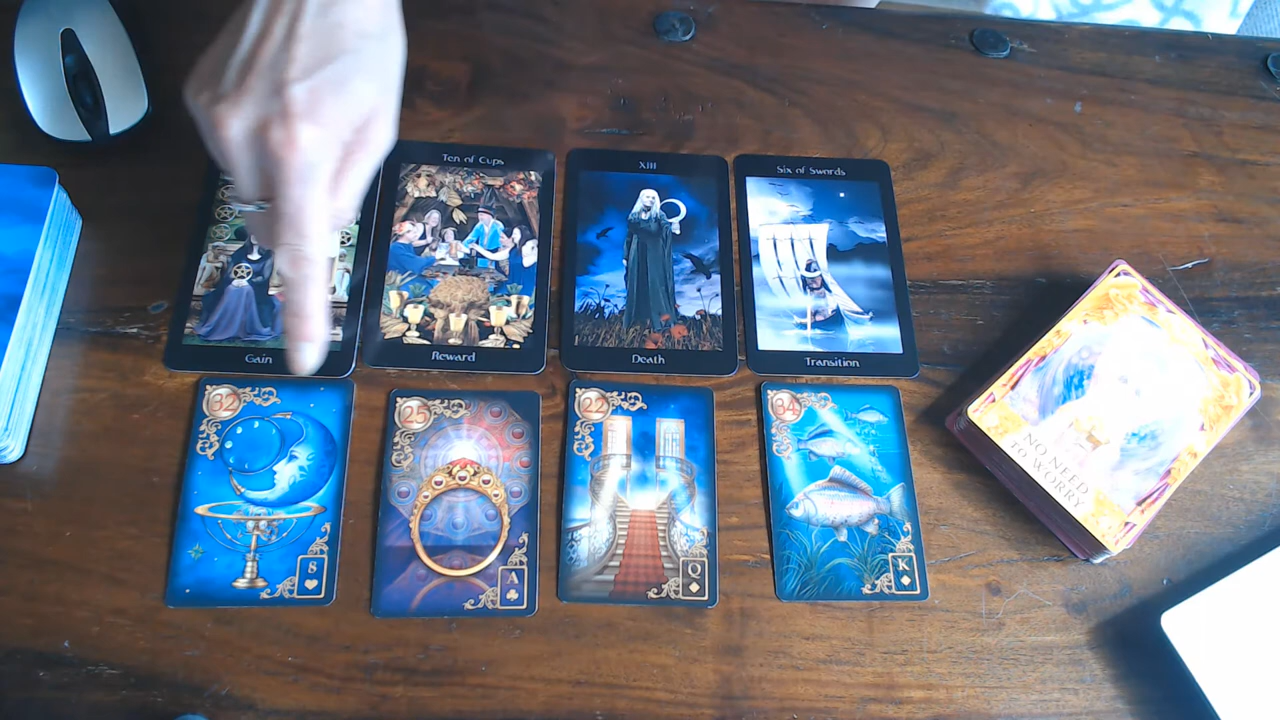 Ten of Cups
XIII
Six of Swords
Gain
Reward
Death
Transition
32
25
22
34
8
A
Q
K
NO NEED
TO WORRY